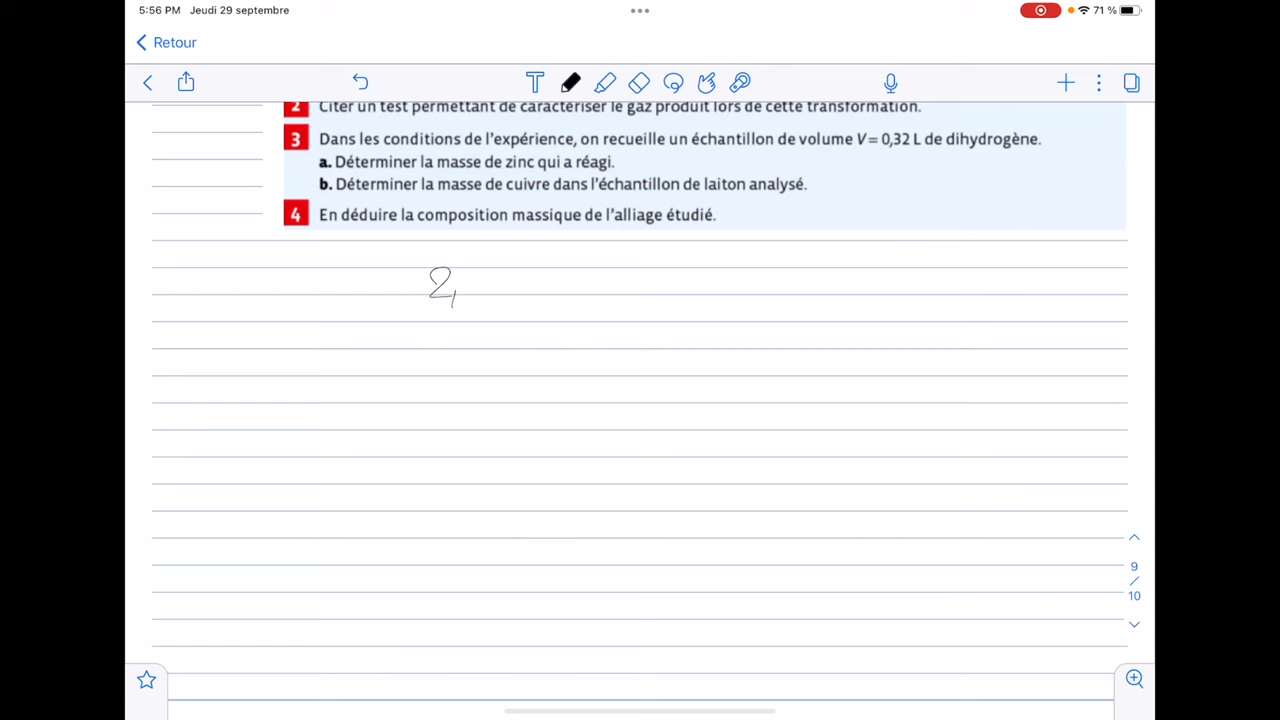 5:56 PM Jeudi 29 septembre
71 %
Retour
2 Citer un test permettant de caractériser le gaz produit lors de cette transformation.
3 Dans les conditions de l'expérience, on recueille un échantillon de volume V = 0,32 L de dihydrogène.
a. Déterminer la masse de zinc qui a réagi.
b. Déterminer la masse de cuivre dans l'échantillon de laiton analysé.
4 En déduire la composition massique de l'alliage étudié.
2,
9
/
10